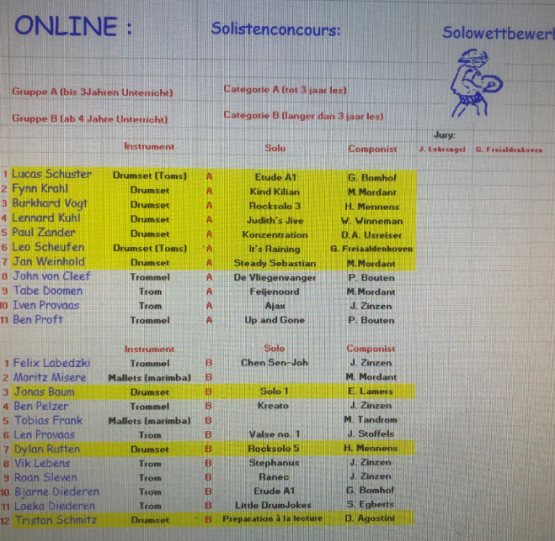 ONLINE :
Solistenconcours:
Solowettbewer
Gruppe A (bis 3Jahren Unterricht)
Categorie A (tot 3 jaar les)
Gruppe B (ab 4 Jahre Unterricht)
Categorie B (langer dan 3 jaar les)
Jury:
Instrument Solo Componist J. Lohrengel G. Freialdenhoven
1 Lucas Schuster Drumset (Toms) A Etude A1 G. Bomhof
2 Fynn Krahl Drumset A Kind Kilian M.Mordant
3 Burkhard Vogt Drumset A Rocksolo 3 H. Mennens
4 Lennard Kuhl Drumset A Judith's Jive W. Winneman
5 Paul Zander Drumset A Konzentration D.A. Usreiser
6 Leo Scheufen Drumset (Toms) A It's Raining G. Freiaaldenhoven
7 Jan Weinhold Drumset A Steady Sebastian M.Mordant
8 John von Cleef Trommel A De Vliegenvanger P. Bouten
9 Tabe Doomen Trom A Feijenoord M.Mordant
10 Iven Provaas Trom A Ajax J. Zinzen
11 Ben Proft Trommel A Up and Gone P. Bouten
Instrument Solo Componist
1 Felix Labedzki Trommel B Chen Sen-Joh J. Zinzen
2 Moritz Misere Mallets (marimba) B M. Mordant
3 Jonas Baum Drumset B Solo 1 E. Lamers
4 Ben Pelzer Trommel B Kreato J. Zinzen
5 Tobias Frank Mallets (marimba) B M. Tandrom
6 Len Provaas Trom B Valse no. 1 J. Stoffels
7 Dylan Rutten Drumset B Rocksolo 5 H. Mennens
8 Vik Lebens Trom B Stephanus J. Zinzen
9 Roan Sleven Trom B Ranec J. Zinzen
10 Bjarne Diederen Trom B Etude A1 G. Bomhof
11 Loeka Diederen Trom B Little DrumJokes S. Egberts
12 Tristan Schmitz Drumset B Preparation à la lecture D. Agostini